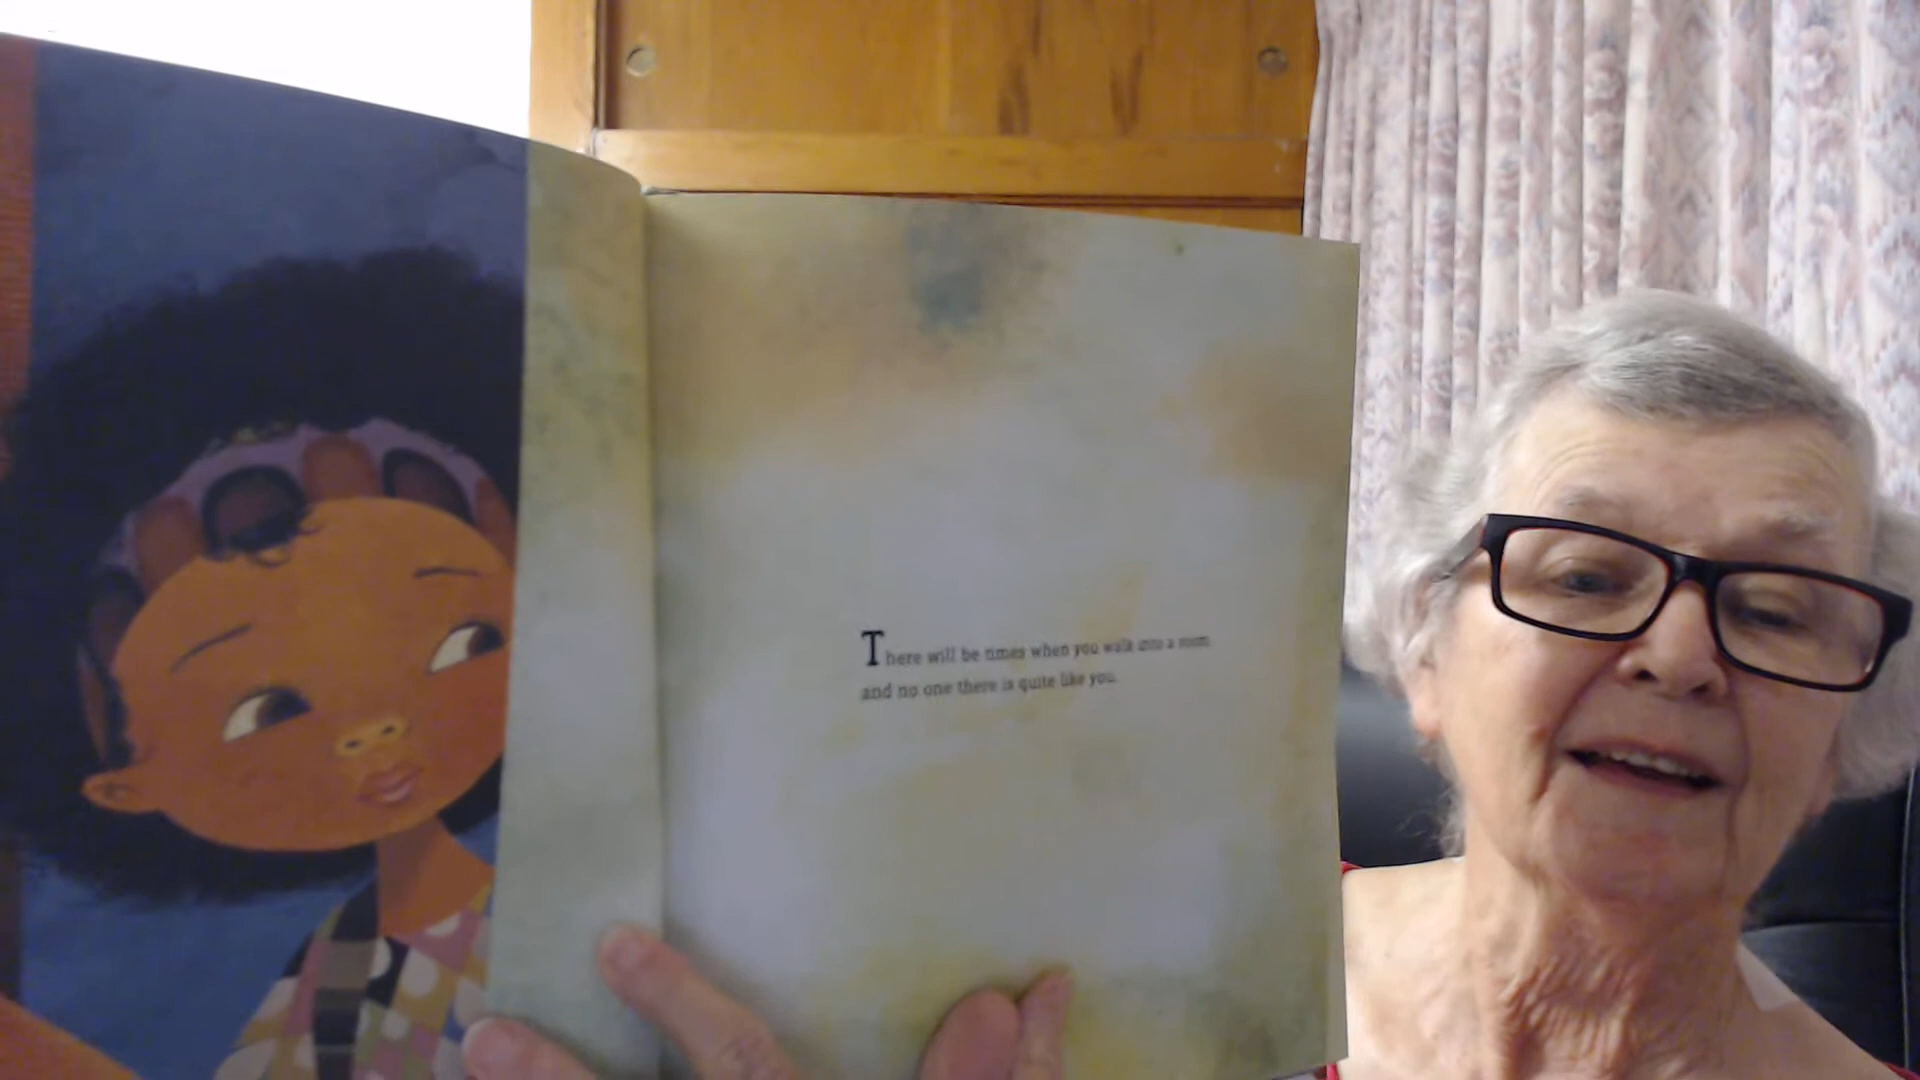 There will be times when you walk into a room
and no one there is quite like you.